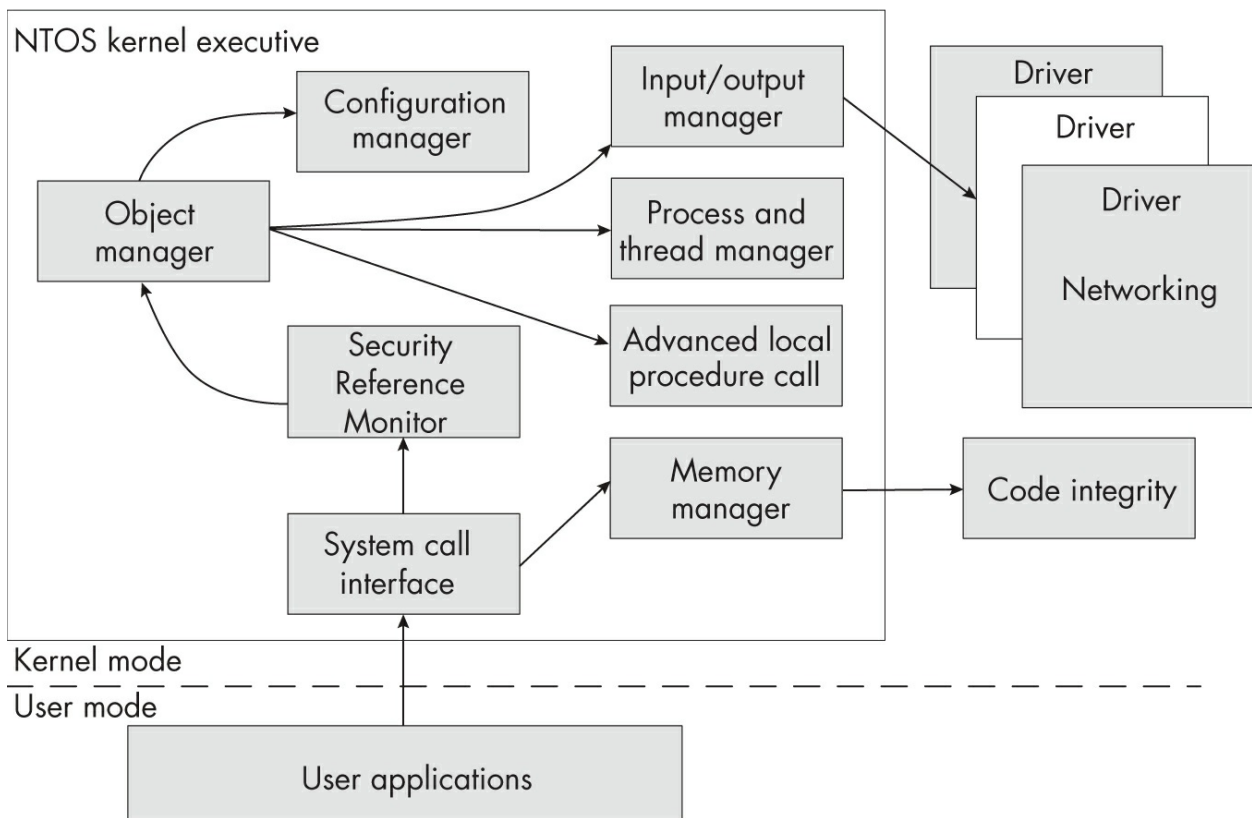 NTOS kernel executive
Configuration
manager
Input/output
manager
Driver
Driver
Driver
Networking
Object
manager
Process and
thread manager
Security
Reference
Monitor
Advanced local
procedure call
Memory
manager
Code integrity
System call
interface
Kernel mode
User mode
User applications